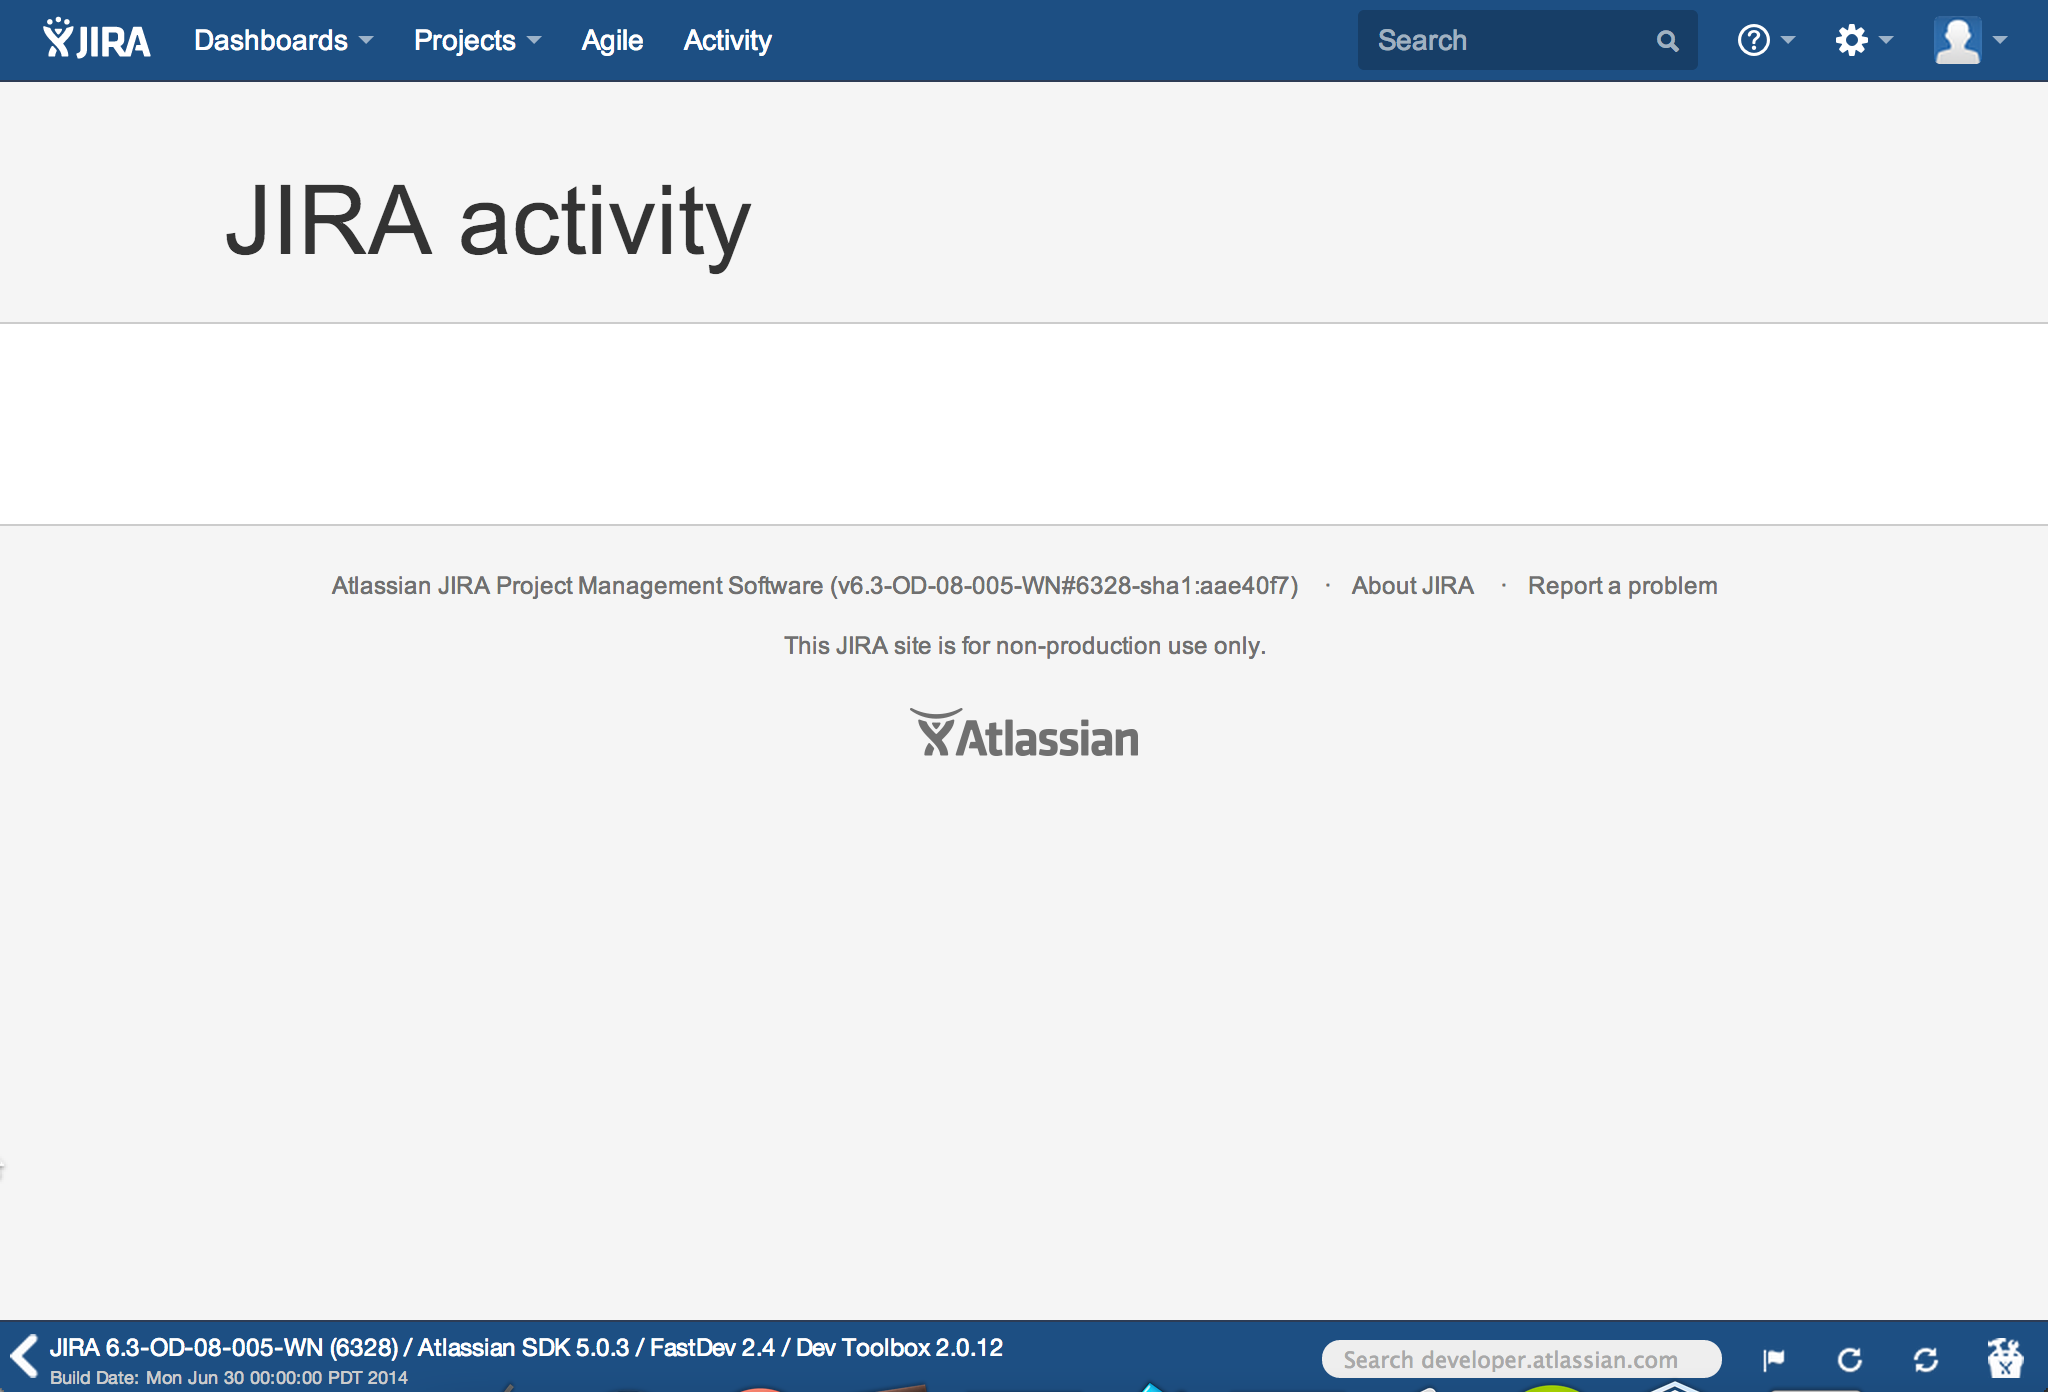 JIRA Dashboards Projects Agile Activity Search
JIRA activity
Atlassian JIRA Project Management Software (v6.3-OD-08-005-WN#6328-sha1:aae40f7) · About JIRA · Report a problem
This JIRA site is for non-production use only.
Atlassian
JIRA 6.3-OD-08-005-WN (6328) / Atlassian SDK 5.0.3 / FastDev 2.4 / Dev Toolbox 2.0.12
Build Date: Mon Jun 30 00:00:00 PDT 2014
Search developer.atlassian.com